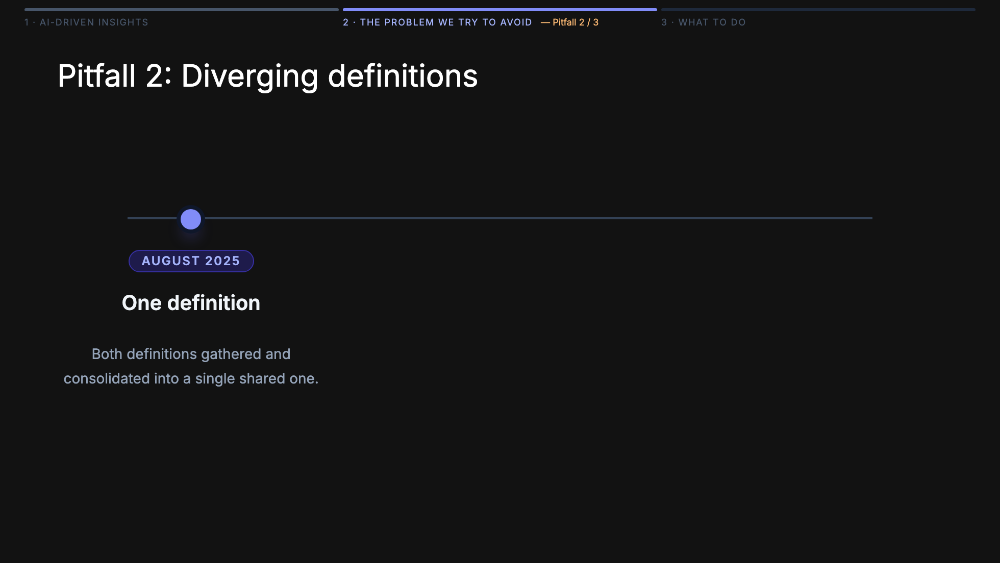 1 · AI-DRIVEN INSIGHTS
2 · THE PROBLEM WE TRY TO AVOID — Pitfall 2 / 3
3 · WHAT TO DO
Pitfall 2: Diverging definitions
AUGUST 2025
One definition
Both definitions gathered and
consolidated into a single shared one.